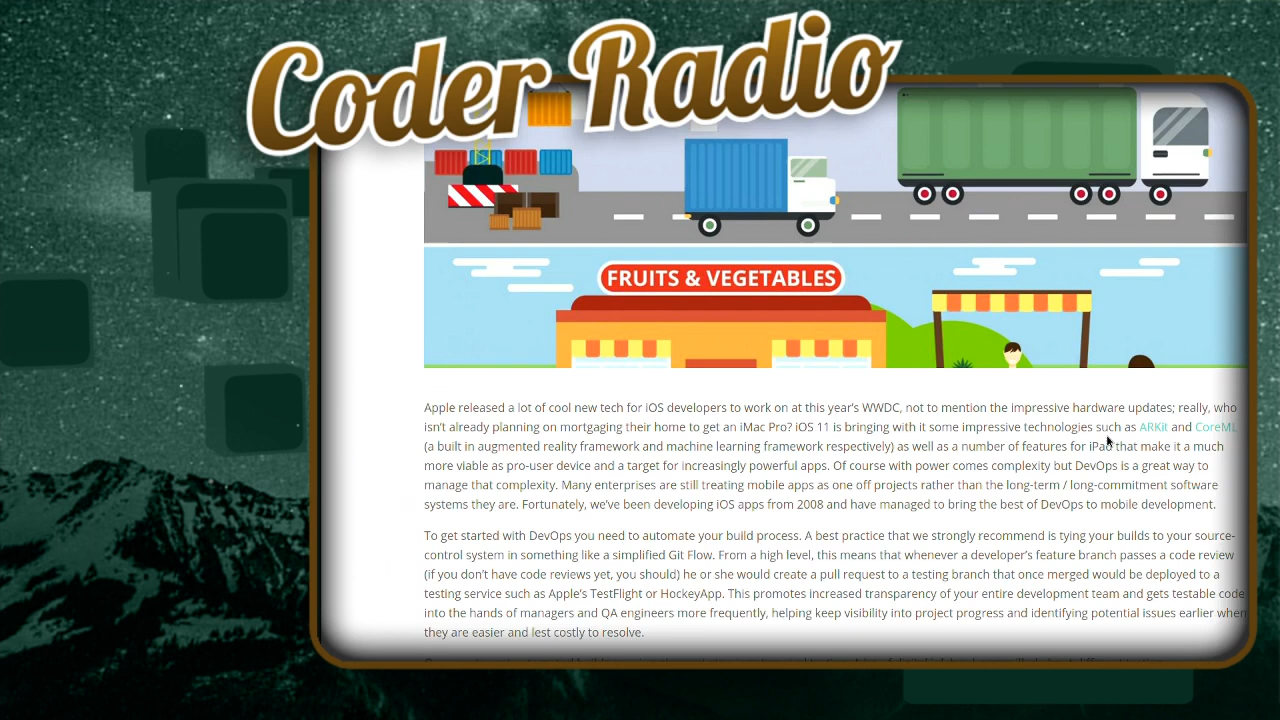 Coder Radio
FRUITS & VEGETABLES
Apple released a lot of cool new tech for iOS developers to work on at this year's WWDC, not to mention the impressive hardware updates; really, who
isn't already planning on mortgaging their home to get an iMac Pro? iOS 11 is bringing with it some impressive technologies such as ARKit and CoreML
(a built in augmented reality framework and machine learning framework respectively) as well as a number of features for iPad that make it a much
more viable as pro-user device and a target for increasingly powerful apps. Of course with power comes complexity but DevOps is a great way to
manage that complexity. Many enterprises are still treating mobile apps as one off projects rather than the long-term / long-commitment software
systems they are. Fortunately, we've been developing iOS apps from 2008 and have managed to bring the best of DevOps to mobile development.
To get started with DevOps you need to automate your build process. A best practice that we strongly recommend is tying your builds to your source-
control system in something like a simplified Git Flow. From a high level, this means that whenever a developer's feature branch passes a code review
(if you don't have code reviews yet, you should) he or she would create a pull request to a testing branch that once merged would be deployed to a
testing service such as Apple's TestFlight or HockeyApp. This promotes increased transparency of your entire development team and gets testable code
into the hands of managers and QA engineers more frequently, helping keep visibility into project progress and identifying potential issues earlier when
they are easier and lest costly to resolve.